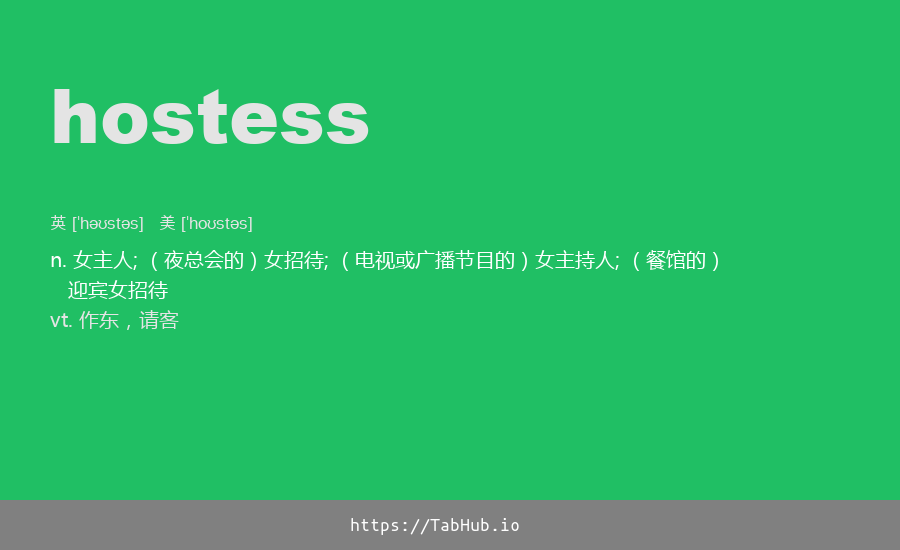 hostess
英 [ˈhəʊstəs] 美 [ˈhoʊstəs]
n. 女主人; （夜总会的）女招待; （电视或广播节目的）女主持人; （餐馆的）
迎宾女招待
vt. 作东，请客
https://TabHub.io